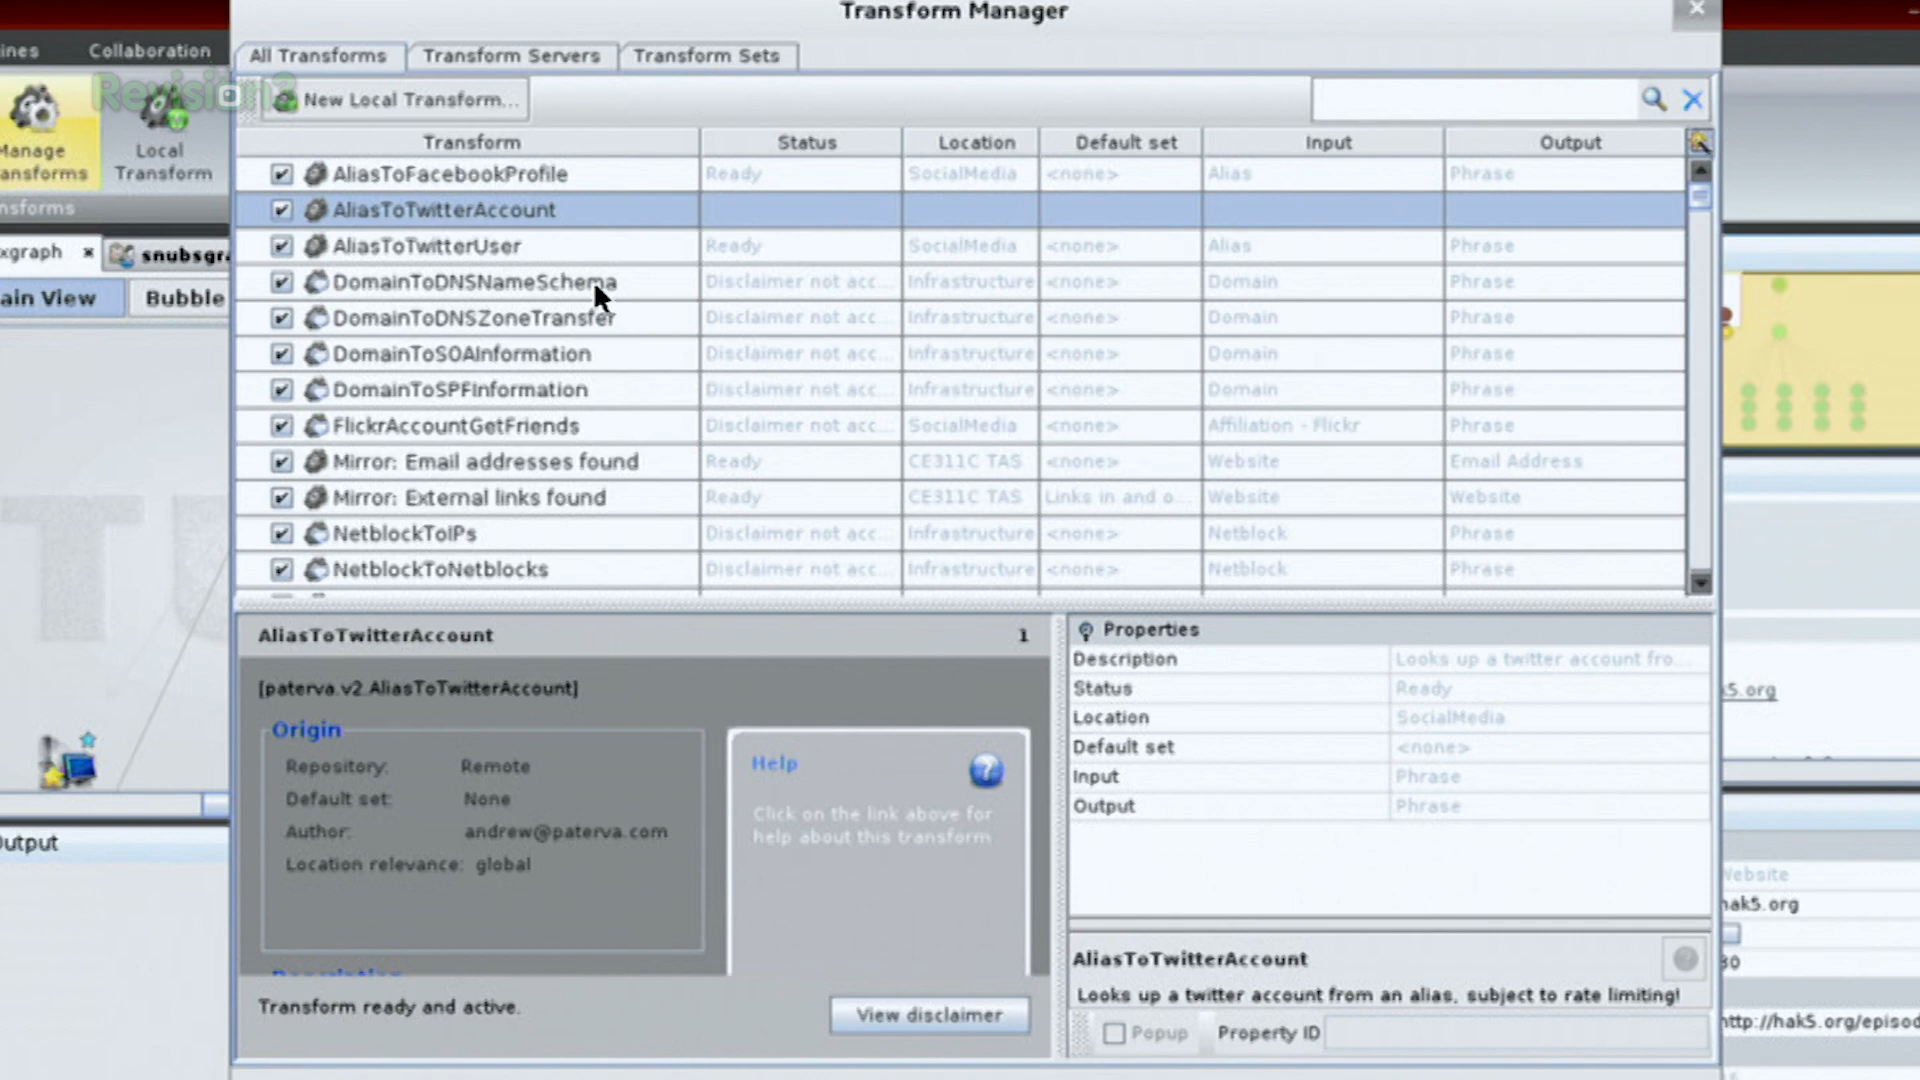 Transform Manager
ines Collaboration
All Transforms Transform Servers Transform Sets
Revision3
New Local Transform...
Manage Local
ansforms Transform
nsforms
Transform Status Location Default set Input Output
AliasToFacebookProfile Ready SocialMedia <none> Alias Phrase
AliasToTwitterAccount
AliasToTwitterUser Ready SocialMedia <none> Alias Phrase
DomainToDNSNameSchema Disclaimer not acc... Infrastructure <none> Domain Phrase
DomainToDNSZoneTransfer Disclaimer not acc... Infrastructure <none> Domain Phrase
DomainToSOAInformation Disclaimer not acc... Infrastructure <none> Domain Phrase
DomainToSPFInformation Disclaimer not acc... Infrastructure <none> Domain Phrase
FlickrAccountGetFriends Disclaimer not acc... SocialMedia <none> Affiliation - Flickr Phrase
Mirror: Email addresses found Ready CE311C TAS <none> Website Email Address
Mirror: External links found Ready CE311C TAS Links in and o... Website Website
NetblockToIPs Disclaimer not acc... Infrastructure <none> Netblock Phrase
NetblockToNetblocks Disclaimer not acc... Infrastructure <none> Netblock Phrase
xgraph snubsgr
ain View Bubble
Output
AliasToTwitterAccount 1
[paterva.v2.AliasToTwitterAccount]
Origin
Repository: Remote
Default set: None
Author: andrew@paterva.com
Location relevance: global
Description
Help
Click on the link above for
help about this transform
Transform ready and active.
View disclaimer
Properties
Description Looks up a twitter account fro...
Status Ready
Location SocialMedia
Default set <none>
Input Phrase
Output Phrase
AliasToTwitterAccount
Looks up a twitter account from an alias, subject to rate limiting!
Popup Property ID
k5.org
Website
hak5.org
80
http://hak5.org/episod